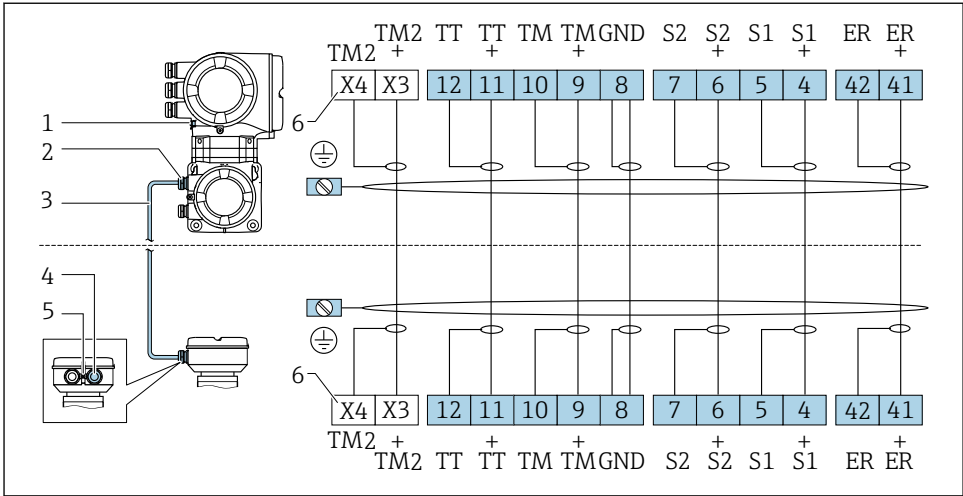 TM2 TT TT TM TM GND S2 S2 S1 S1 ER ER
TM2 + + + + + +
X4 X3 12 11 10 9 8 7 6 5 4 42 41
6
1
2
3
4
5
6
X4 X3 12 11 10 9 8 7 6 5 4 42 41
TM2 + + + + + +
TM2 TT TT TM TM GND S2 S2 S1 S1 ER ER